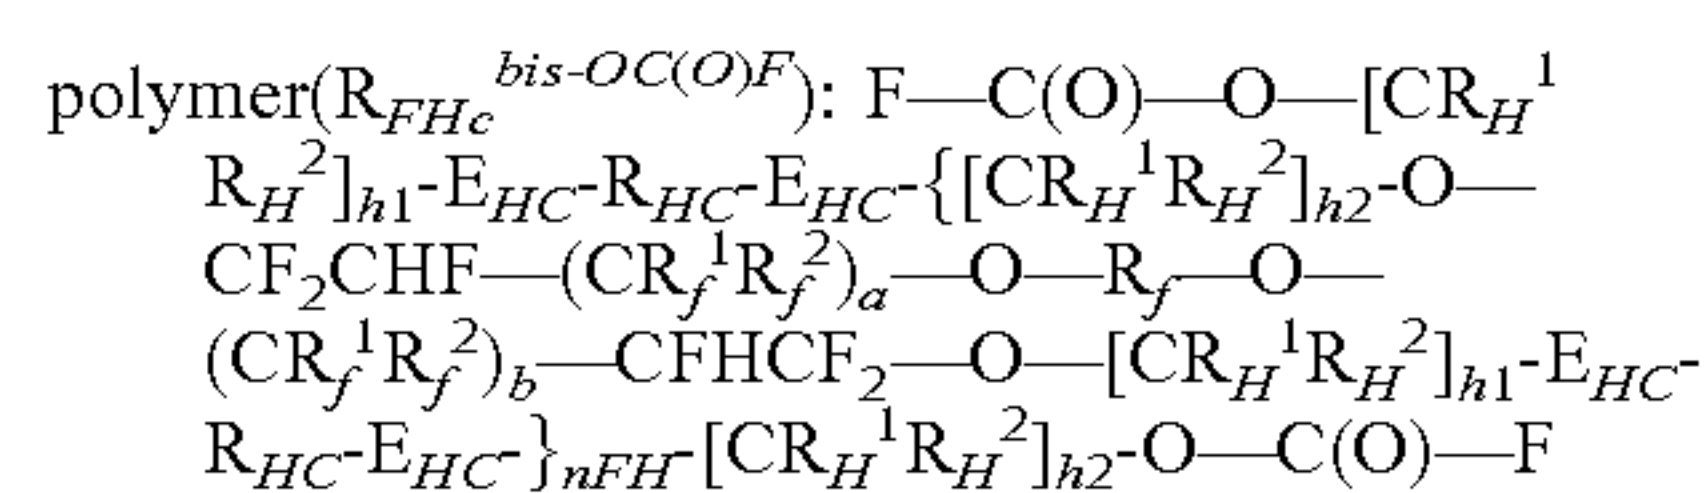 polymer(R_{FHc}^{bis-OC(O)F}): F—C(O)—O—[CR_H^1
R_H^2]_{h1}-E_{HC}-R_{HC}-E_{HC}-{[CR_H^1R_H^2]_{h2}-O—
CF_2CHF—(CR_f^1R_f^2)_a—O—R_f—O—
(CR_f^1R_f^2)_b—CFHCF_2—O—[CR_H^1R_H^2]_{h1}-E_{HC}-
R_{HC}-E_{HC}-}_{nFH}-[CR_H^1R_H^2]_{h2}-O—C(O)—F